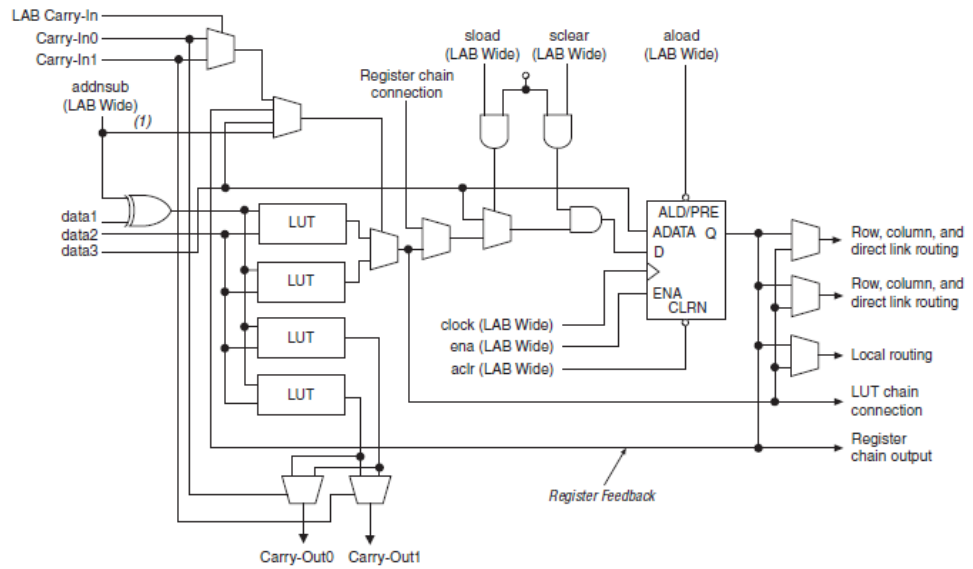 LAB Carry-In
Carry-In0
Carry-In1
addnsub
(LAB Wide)
(1)
data1
data2
data3
Register chain
connection
sload
(LAB Wide)
sclear
(LAB Wide)
aload
(LAB Wide)
LUT
LUT
LUT
LUT
ALD/PRE
ADATA Q
D
ENA
CLRN
clock (LAB Wide)
ena (LAB Wide)
aclr (LAB Wide)
Row, column, and
direct link routing
Row, column, and
direct link routing
Local routing
LUT chain
connection
Register
chain output
Register Feedback
Carry-Out0
Carry-Out1